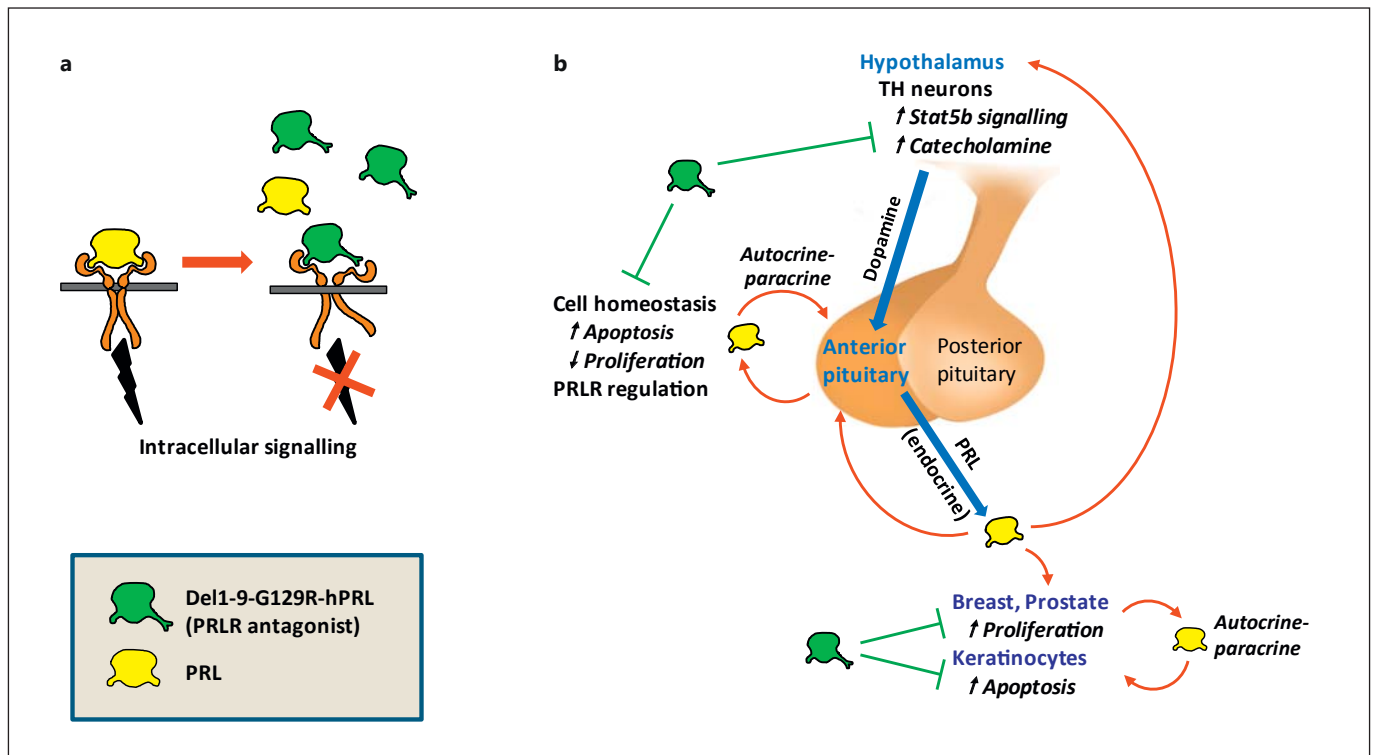 a
Intracellular signalling
Del1-9-G129R-hPRL
(PRLR antagonist)
PRL
b
Hypothalamus
TH neurons
↑ Stat5b signalling
↑ Catecholamine
Dopamine
Autocrine-
paracrine
Cell homeostasis
↑ Apoptosis
↓ Proliferation
PRLR regulation
Anterior
pituitary
Posterior
pituitary
PRL
(endocrine)
Breast, Prostate
↑ Proliferation
Keratinocytes
↑ Apoptosis
Autocrine-
paracrine